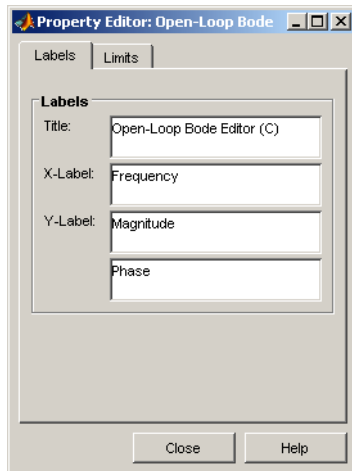 Property Editor: Open-Loop Bode
Labels Limits
Labels
Title: Open-Loop Bode Editor (C)
X-Label: Frequency
Y-Label: Magnitude
Phase
Close Help